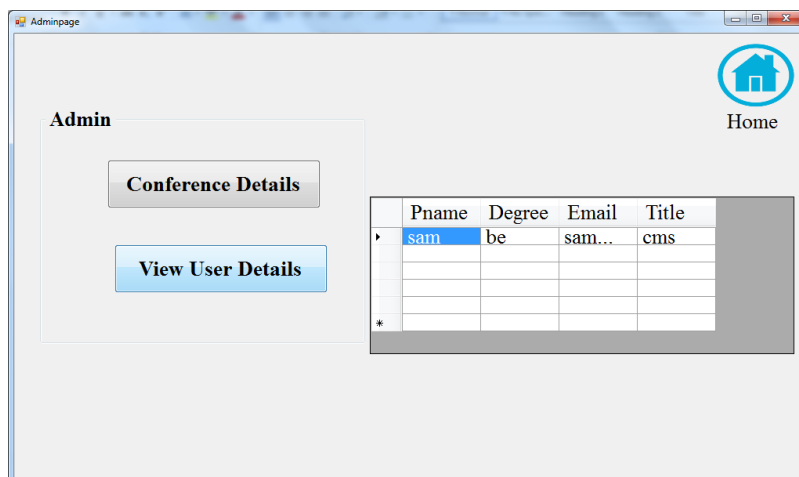 Adminpage
Home
Admin
Conference Details
View User Details
Pname Degree Email Title
sam be sam... cms